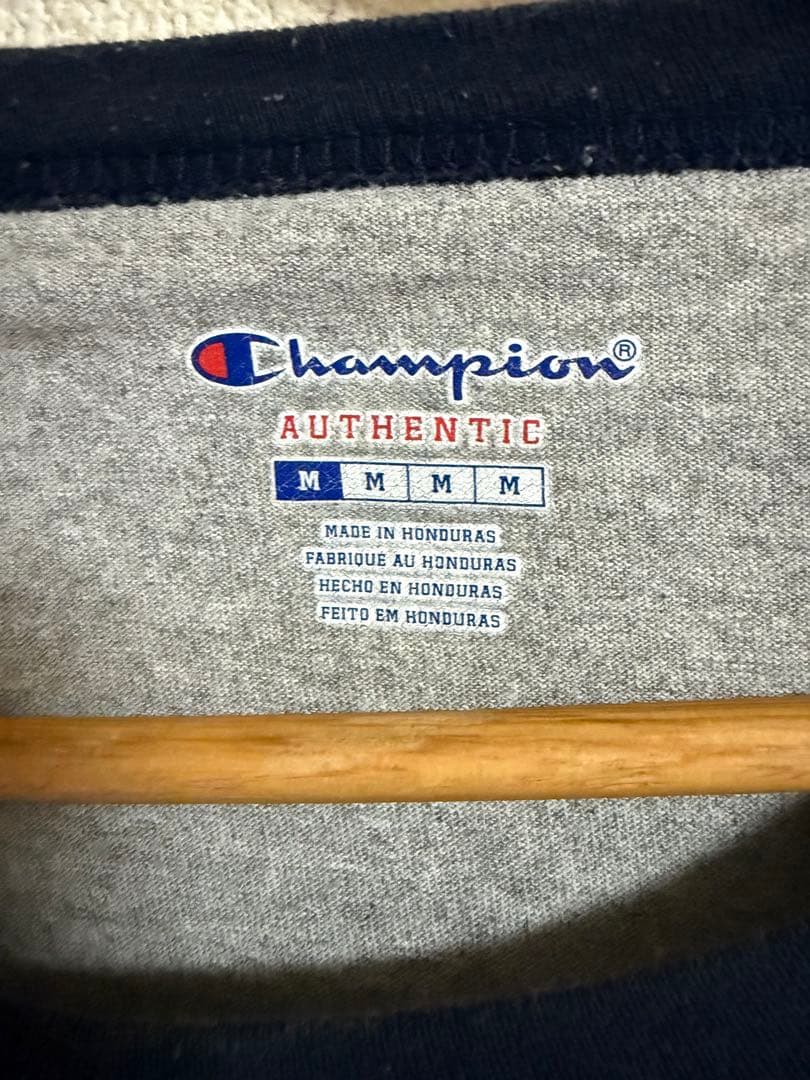 Champion®
AUTHENTIC
M M M M
MADE IN HONDURAS
FABRIQUÉ AU HONDURAS
HECHO EN HONDURAS
FEITO EM HONDURAS